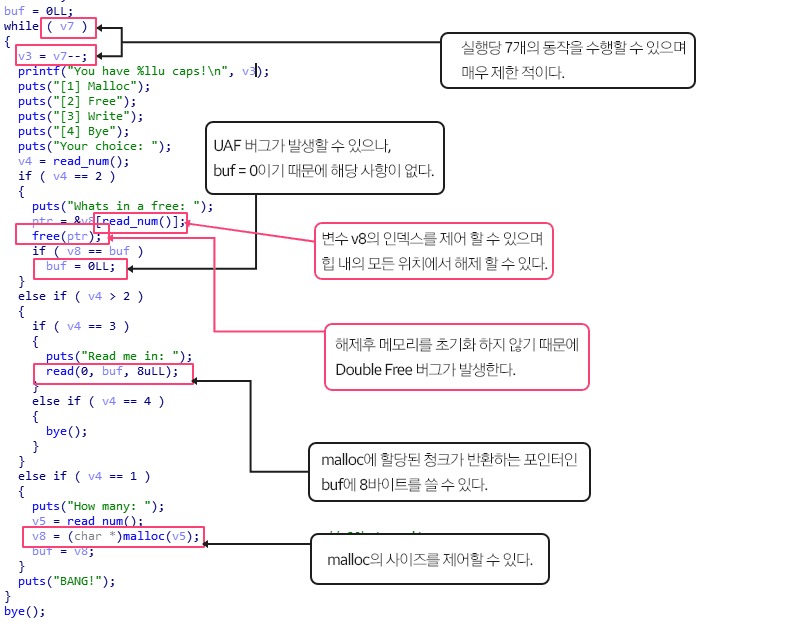 buf = 0LL;
while ( v7 )
{
v3 = v7--;
printf("You have %llu caps!\n", v3);
puts("[1] Malloc");
puts("[2] Free");
puts("[3] Write");
puts("[4] Bye");
puts("Your choice: ");
v4 = read_num();
if ( v4 == 2 )
{
puts("Whats in a free: ");
ptr = &v8[read_num()];
free(ptr);
if ( v8 == buf )
buf = 0LL;
}
else if ( v4 > 2 )
{
if ( v4 == 3 )
{
puts("Read me in: ");
read(0, buf, 8uLL);
}
else if ( v4 == 4 )
{
bye();
}
}
else if ( v4 == 1 )
{
puts("How many: ");
v5 = read_num();
v8 = (char *)malloc(v5);
buf = v8;
}
puts("BANG!");
}
bye();
실행당 7개의 동작을 수행할 수 있으며
매우 제한 적이다.
UAF 버그가 발생할 수 있으나,
buf = 0이기 때문에 해당 사항이 없다.
변수 v8의 인덱스를 제어 할 수 있으며
힙 내의 모든 위치에서 해제 할 수 있다.
해제후 메모리를 초기화 하지 않기 때문에
Double Free 버그가 발생한다.
malloc에 할당된 청크가 반환하는 포인터인
buf에 8바이트를 쓸 수 있다.
malloc의 사이즈를 제어할 수 있다.